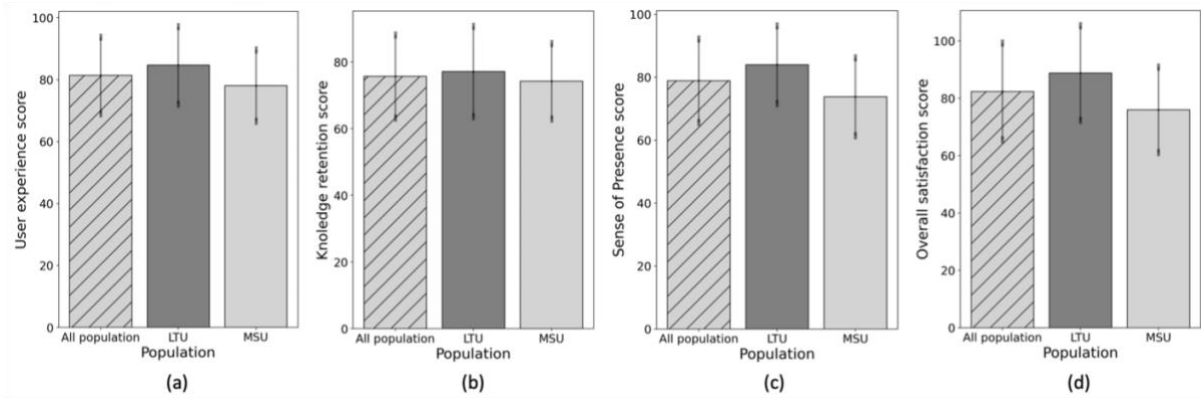 User experience score
100
80
60
40
20
0
All population LTU MSU
Population
(a)
Knoledge retention score
80
60
40
20
0
All population LTU MSU
Population
(b)
Sense of Presence score
100
80
60
40
20
0
All population LTU MSU
Population
(c)
Overall satisfaction score
100
80
60
40
20
0
All population LTU MSU
Population
(d)